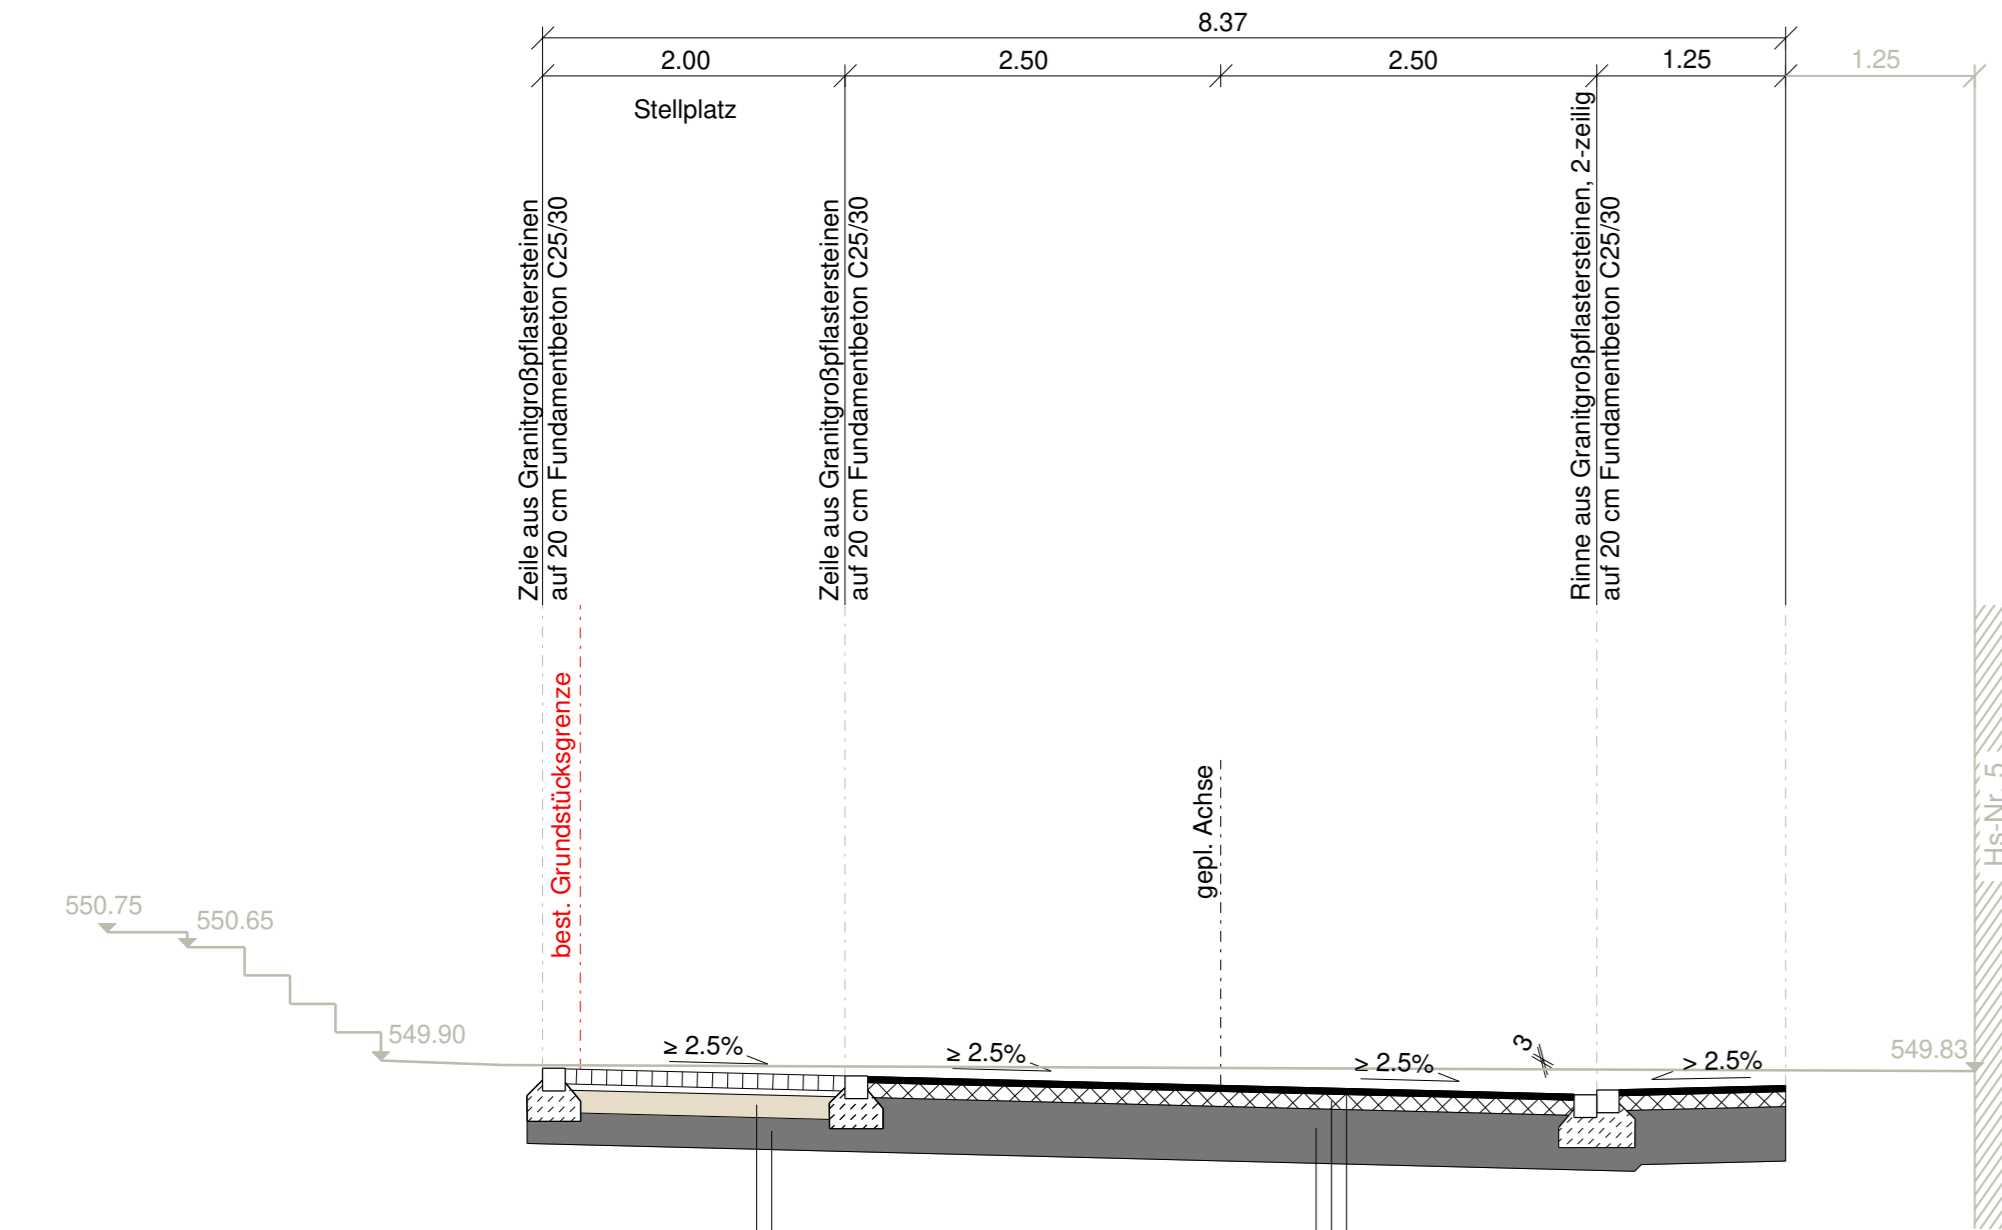 8.37
2.00
2.50
2.50
1.25
1.25
Stellplatz
Zeile aus Granitgroßpflastersteinen
auf 20 cm Fundamentbeton C25/30
Zeile aus Granitgroßpflastersteinen
auf 20 cm Fundamentbeton C25/30
Rinne aus Granitgroßpflastersteinen, 2-zeilig
auf 20 cm Fundamentbeton C25/30
best. Grundstücksgrenze
gepl. Achse
Hs-Nr. 5
550.75
550.65
549.90
≥ 2.5%
≥ 2.5%
≥ 2.5%
3
> 2.5%
549.83